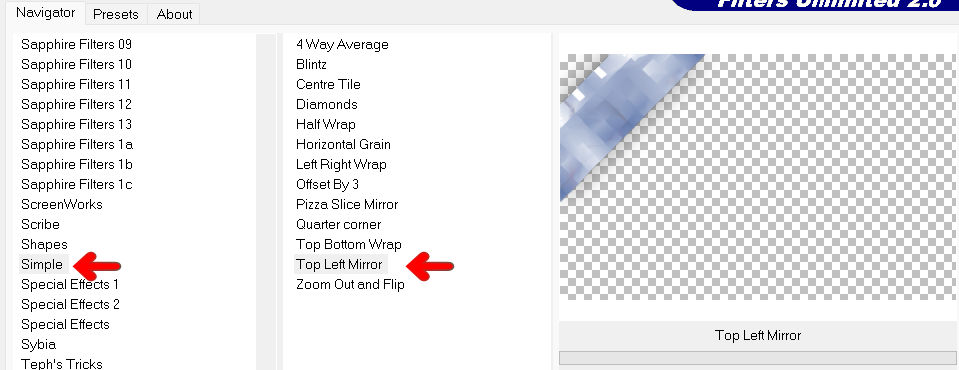 Filters Unlimited 2.0
Navigator
Presets
About
Sapphire Filters 09
Sapphire Filters 10
Sapphire Filters 11
Sapphire Filters 12
Sapphire Filters 13
Sapphire Filters 1a
Sapphire Filters 1b
Sapphire Filters 1c
ScreenWorks
Scribe
Shapes
Simple
Special Effects 1
Special Effects 2
Special Effects
Sybia
Teph's Tricks
4 Way Average
Blintz
Centre Tile
Diamonds
Half Wrap
Horizontal Grain
Left Right Wrap
Offset By 3
Pizza Slice Mirror
Quarter corner
Top Bottom Wrap
Top Left Mirror
Zoom Out and Flip
Top Left Mirror